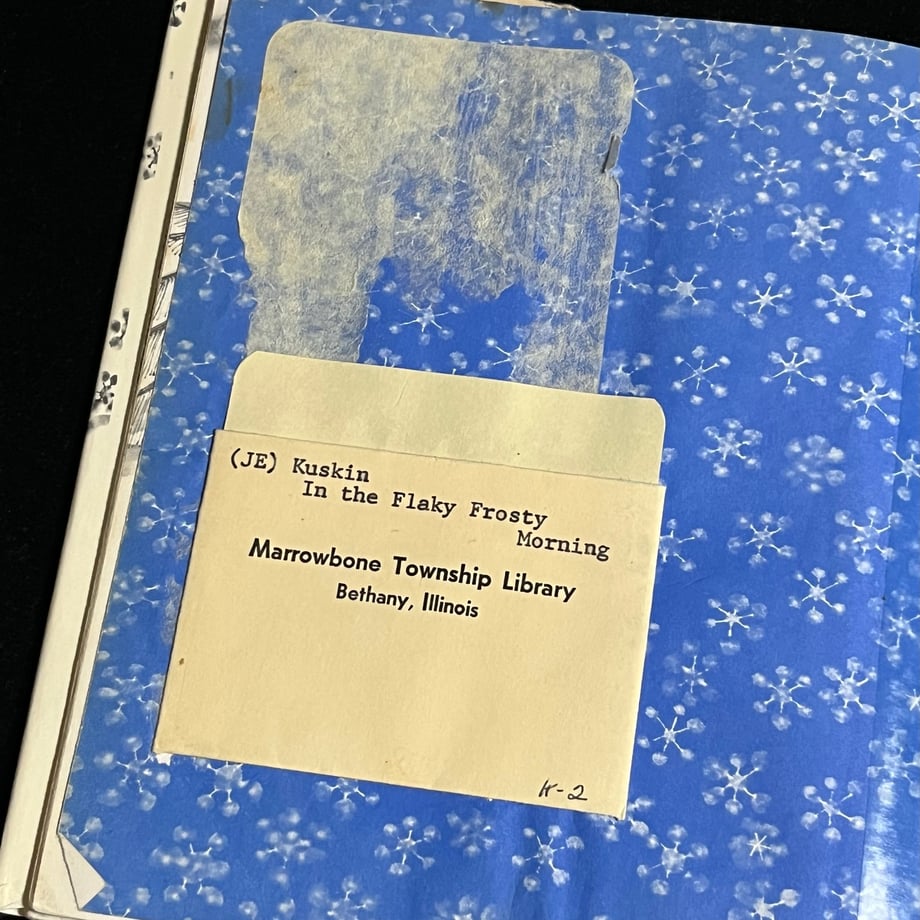 (JE) Kuskin
In the Flaky Frosty
Morning
Marrowbone Township Library
Bethany, Illinois
K-2